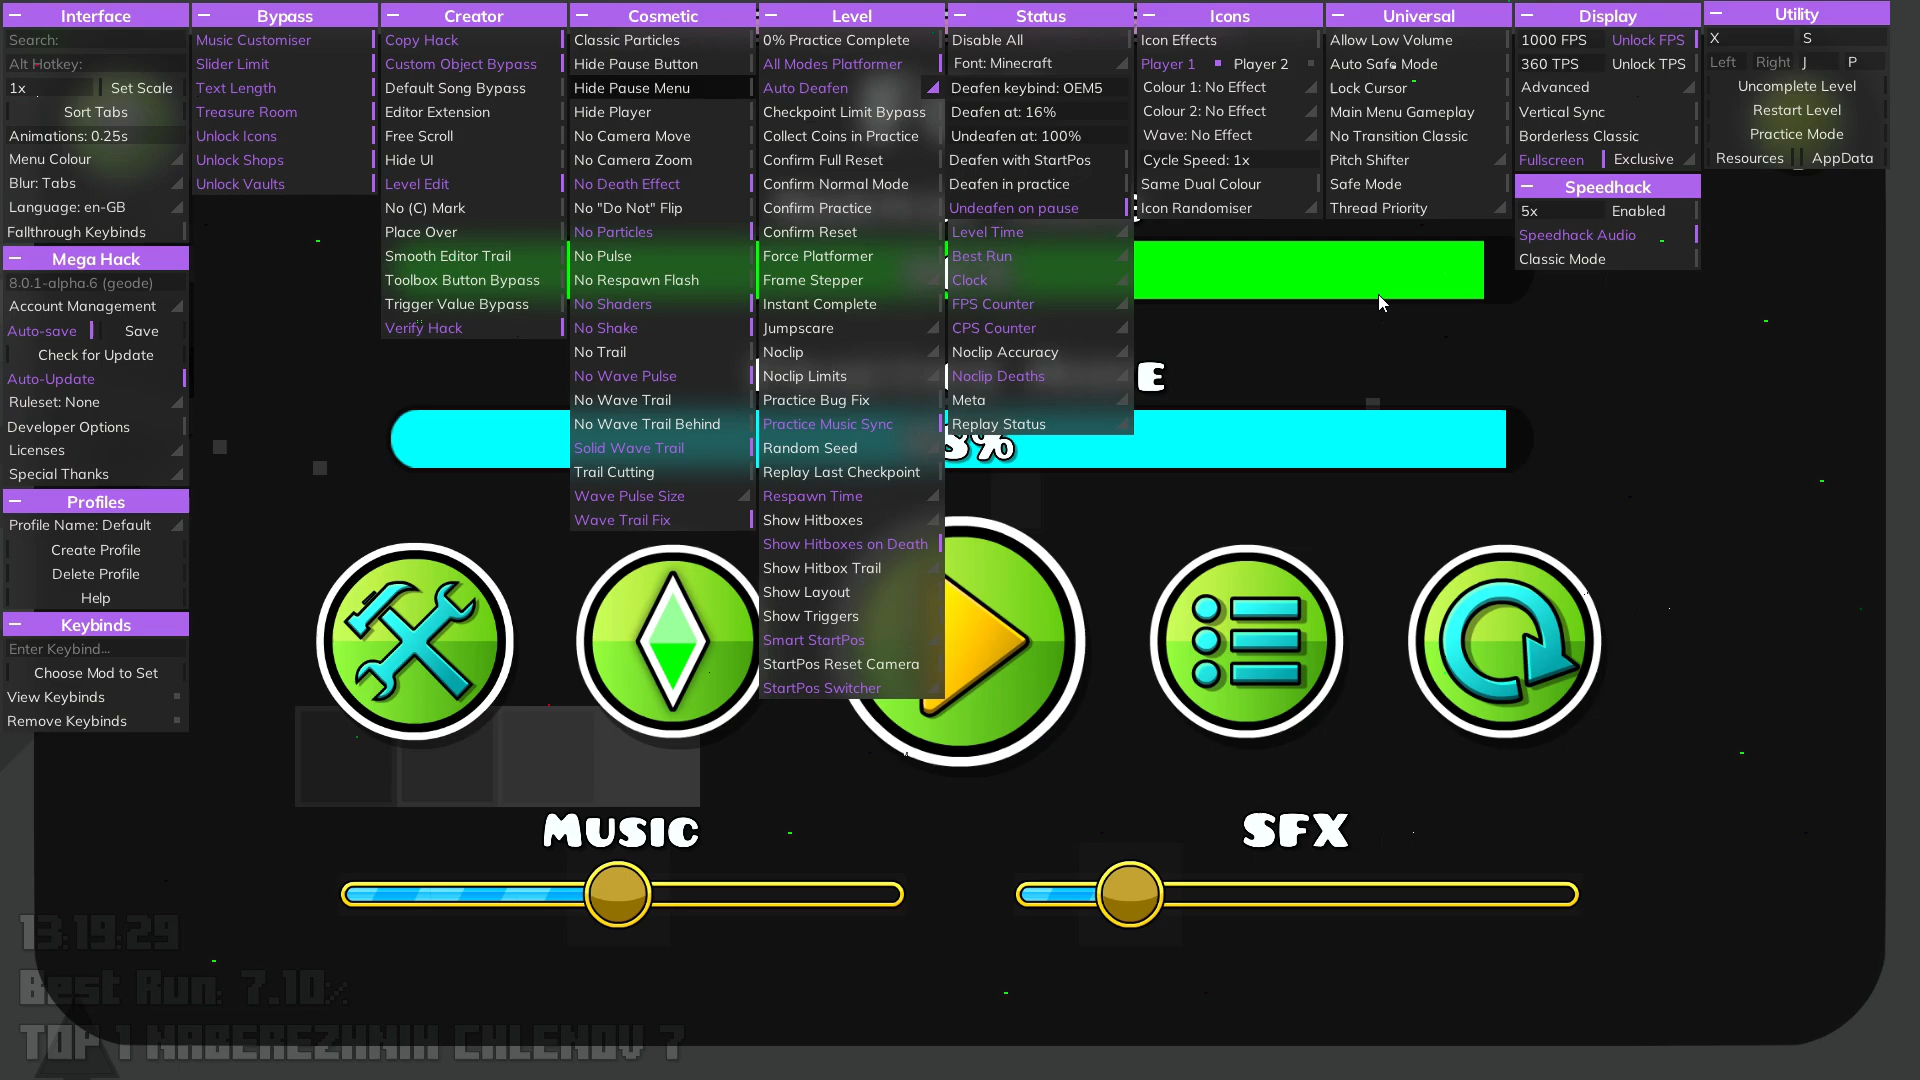 Interface
Search:
Alt Hotkey:
1x Set Scale
Sort Tabs
Animations: 0.25s
Menu Colour
Blur: Tabs
Language: en-GB
Fallthrough Keybinds
Mega Hack
8.0.1-alpha.6 (geode)
Account Management
Auto-save Save
Check for Update
Auto-Update
Ruleset: None
Developer Options
Licenses
Special Thanks
Profiles
Profile Name: Default
Create Profile
Delete Profile
Help
Keybinds
Enter Keybind...
Choose Mod to Set
View Keybinds
Remove Keybinds
Bypass
Music Customiser
Slider Limit
Text Length
Treasure Room
Unlock Icons
Unlock Shops
Unlock Vaults
Creator
Copy Hack
Custom Object Bypass
Default Song Bypass
Editor Extension
Free Scroll
Hide UI
Level Edit
No (C) Mark
Place Over
Smooth Editor Trail
Toolbox Button Bypass
Trigger Value Bypass
Verify Hack
Cosmetic
Classic Particles
Hide Pause Button
Hide Pause Menu
Hide Player
No Camera Move
No Camera Zoom
No Death Effect
No "Do Not" Flip
No Particles
No Pulse
No Respawn Flash
No Shaders
No Shake
No Trail
No Wave Pulse
No Wave Trail
No Wave Trail Behind
Solid Wave Trail
Trail Cutting
Wave Pulse Size
Wave Trail Fix
Level
0% Practice Complete
All Modes Platformer
Auto Deafen
Checkpoint Limit Bypass
Collect Coins in Practice
Confirm Full Reset
Confirm Normal Mode
Confirm Practice
Confirm Reset
Force Platformer
Frame Stepper
Instant Complete
Jumpscare
Noclip
Noclip Limits
Practice Bug Fix
Practice Music Sync
Random Seed
Replay Last Checkpoint
Respawn Time
Show Hitboxes
Show Hitboxes on Death
Show Hitbox Trail
Show Layout
Show Triggers
Smart StartPos
StartPos Reset Camera
StartPos Switcher
Status
Disable All
Font: Minecraft
Deafen keybind: OEM5
Deafen at: 16%
Undeafen at: 100%
Deafen with StartPos
Deafen in practice
Undeafen on pause
Level Time
Best Run
Clock
FPS Counter
CPS Counter
Noclip Accuracy
Noclip Deaths
Meta
Replay Status
Icons
Icon Effects
Player 1 Player 2
Colour 1: No Effect
Colour 2: No Effect
Wave: No Effect
Cycle Speed: 1x
Same Dual Colour
Icon Randomiser
Universal
Allow Low Volume
Auto Safe Mode
Lock Cursor
Main Menu Gameplay
No Transition Classic
Pitch Shifter
Safe Mode
Thread Priority
Display
1000 FPS Unlock FPS
360 TPS Unlock TPS
Advanced
Vertical Sync
Borderless Classic
Fullscreen Exclusive
Speedhack
5x Enabled
Speedhack Audio
Classic Mode
Utility
X S
Left Right J P
Uncomplete Level
Restart Level
Practice Mode
Resources AppData
E
%
Music SFX
13:19:29
Best Run: 7.10%
TOP 1 NABEREZHNIH CHLENOV 7